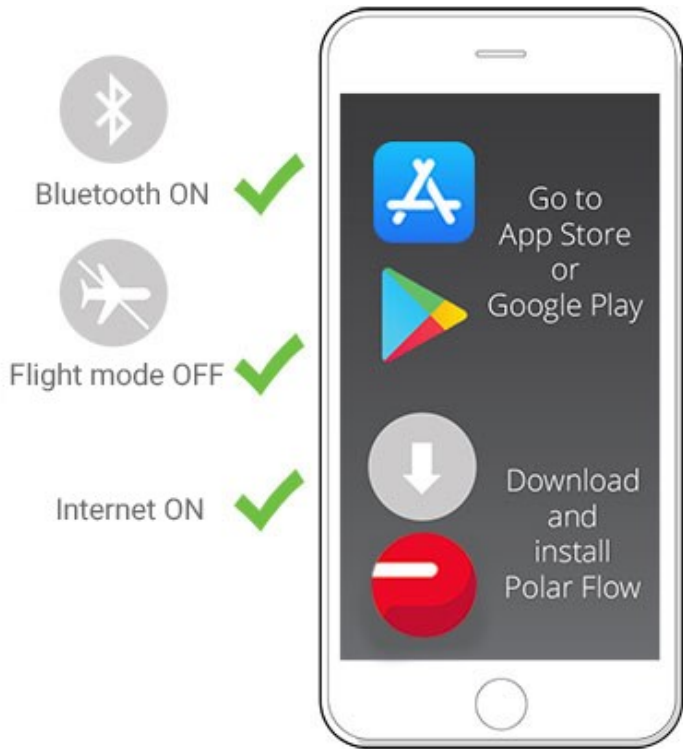 Bluetooth ON
Flight mode OFF
Internet ON
Go to
App Store
or
Google Play
Download
and
install
Polar Flow